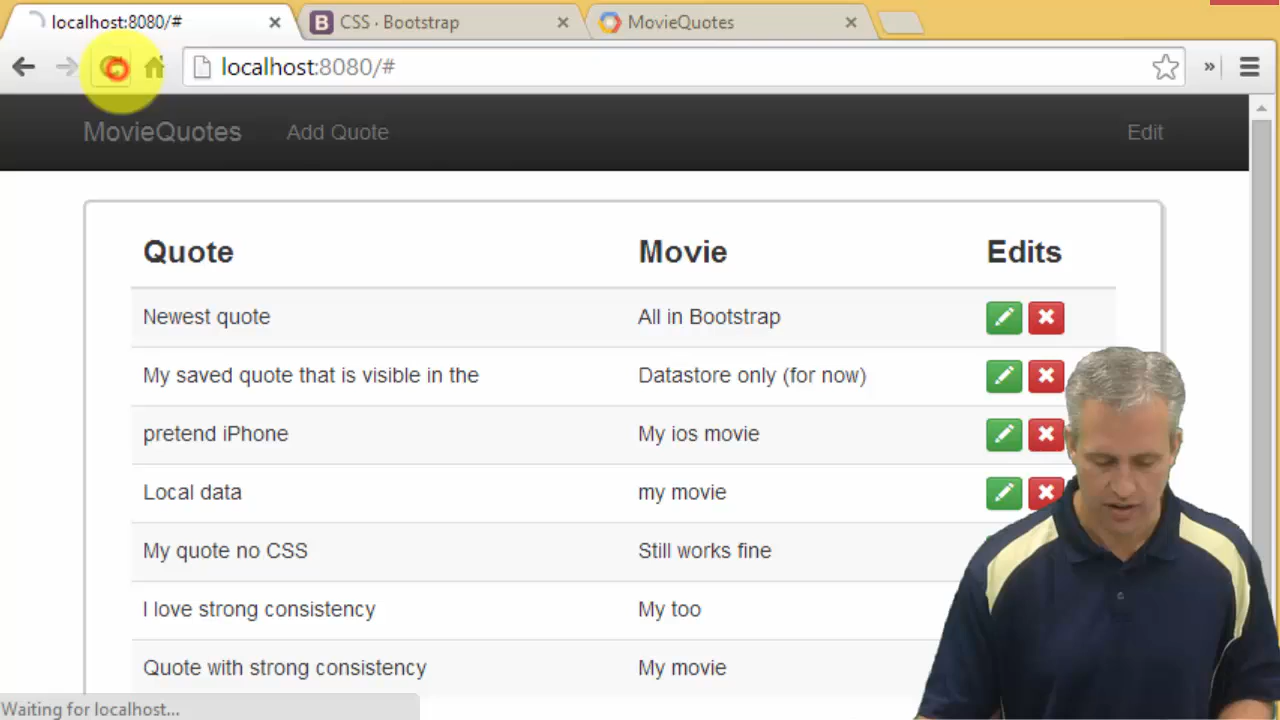 localhost:8080/#
B CSS · Bootstrap
MovieQuotes
localhost:8080/#
»
MovieQuotes Add Quote Edit
Quote Movie Edits
Newest quote All in Bootstrap
My saved quote that is visible in the Datastore only (for now)
pretend iPhone My ios movie
Local data my movie
My quote no CSS Still works fine
I love strong consistency My too
Quote with strong consistency My movie
Waiting for localhost...